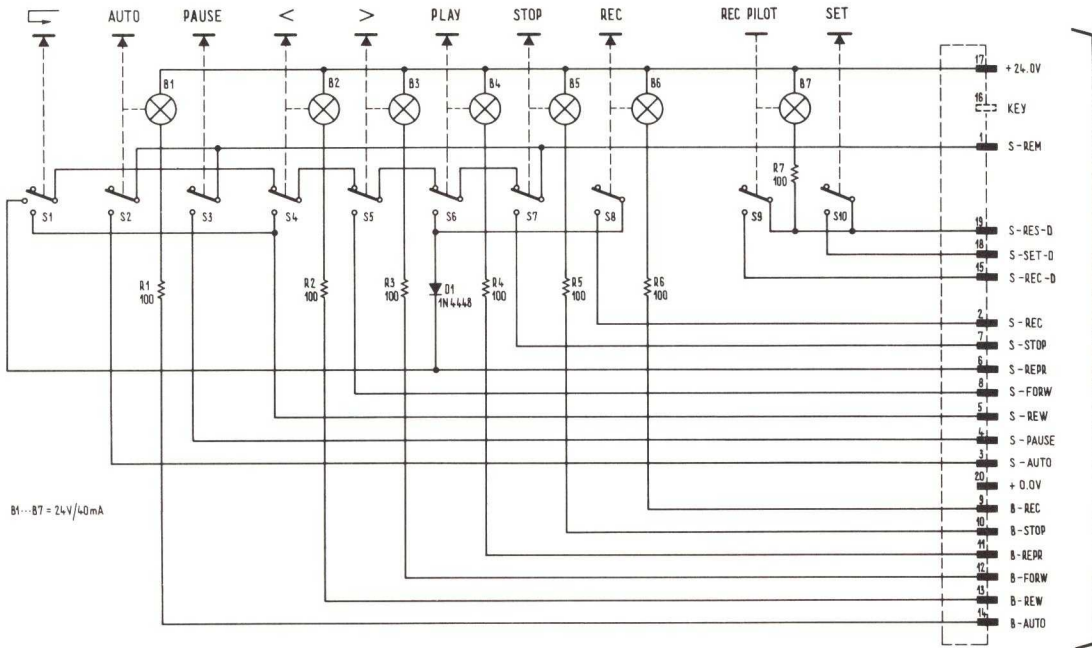 AUTO PAUSE < > PLAY STOP REC REC PILOT SET
B1 B2 B3 B4 B5 B6 B7
17 +24.0V
16 KEY
1 S-REM
R7 100
S1 S2 S3 S4 S5 S6 S7 S8 S9 S10
19 S-RES-D
18 S-SET-D
15 S-REC-D
R1 100
R2 100
R3 100
D1 1N4448
R4 100
R5 100
R6 100
2 S-REC
7 S-STOP
6 S-REPR
8 S-FORW
5 S-REW
4 S-PAUSE
3 S-AUTO
20 +0.0V
9 B-REC
10 B-STOP
11 B-REPR
12 B-FORW
13 B-REW
14 B-AUTO
B1···B7 = 24V/40mA